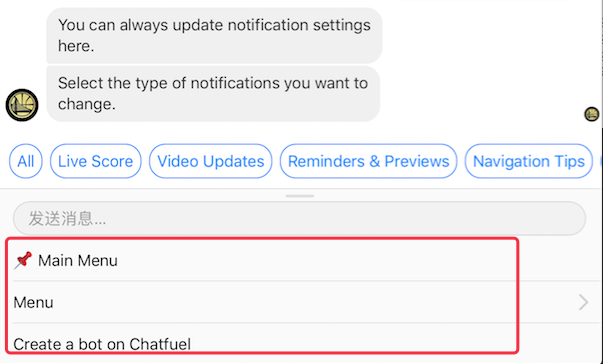 You can always update notification settings
here.
Select the type of notifications you want to
change.
All
Live Score
Video Updates
Reminders & Previews
Navigation Tips
发送消息...
📌 Main Menu
Menu
Create a bot on Chatfuel